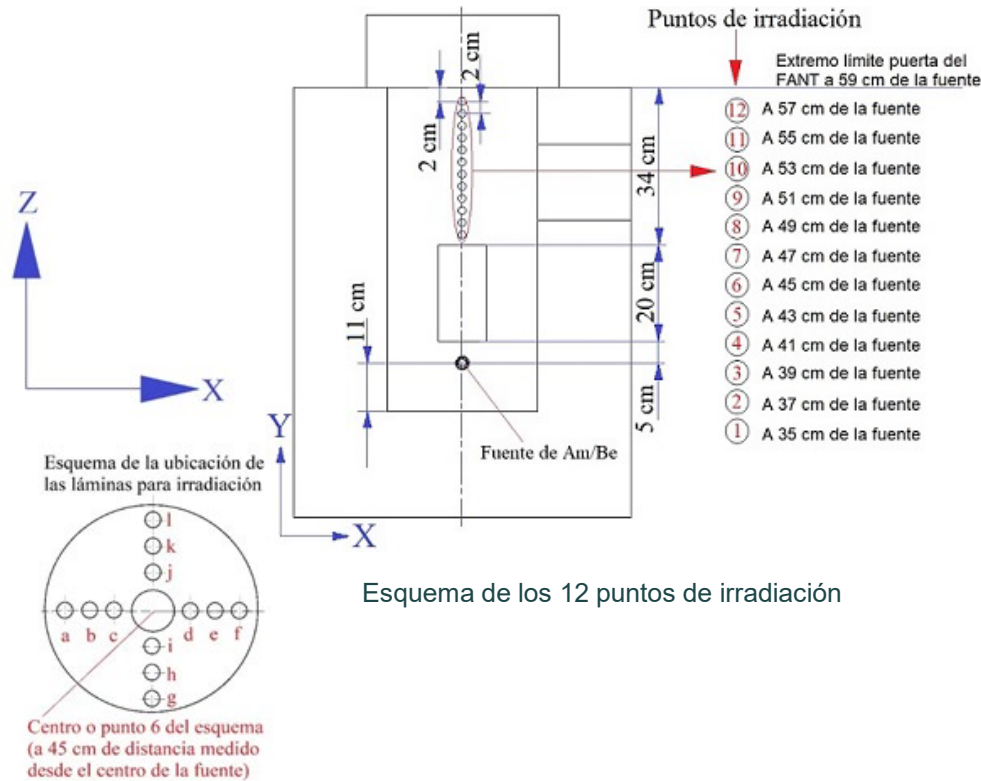 Puntos de irradiación
Extremo límite puerta del
FANT a 59 cm de la fuente
2 cm
2 cm
34 cm
20 cm
5 cm
11 cm
12 A 57 cm de la fuente
11 A 55 cm de la fuente
10 A 53 cm de la fuente
9 A 51 cm de la fuente
8 A 49 cm de la fuente
7 A 47 cm de la fuente
6 A 45 cm de la fuente
5 A 43 cm de la fuente
4 A 41 cm de la fuente
3 A 39 cm de la fuente
2 A 37 cm de la fuente
1 A 35 cm de la fuente
Z
X
Y
X
Fuente de Am/Be
Esquema de la ubicación de
las láminas para irradiación
l
k
j
a b c d e f
i
h
g
Centro o punto 6 del esquema
(a 45 cm de distancia medido
desde el centro de la fuente)
Esquema de los 12 puntos de irradiación